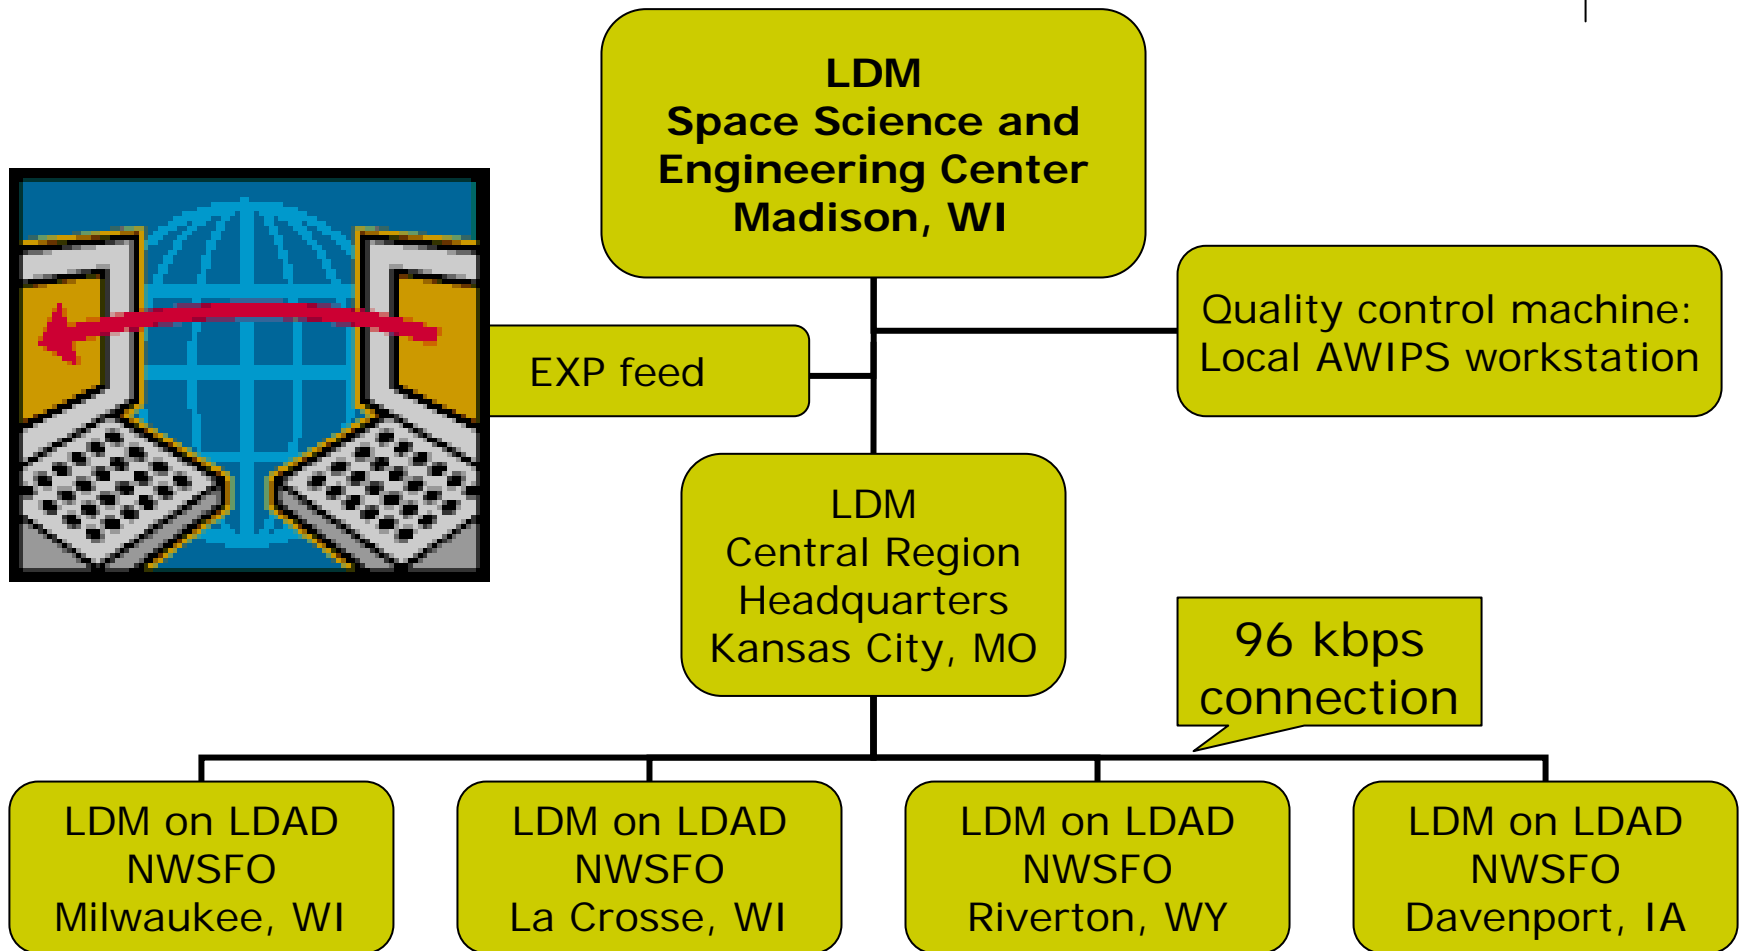 LDM
Space Science and
Engineering Center
Madison, WI
Quality control machine:
Local AWIPS workstation
EXP feed
LDM
Central Region
Headquarters
Kansas City, MO
96 kbps
connection
LDM on LDAD
NWSFO
Milwaukee, WI
LDM on LDAD
NWSFO
La Crosse, WI
LDM on LDAD
NWSFO
Riverton, WY
LDM on LDAD
NWSFO
Davenport, IA